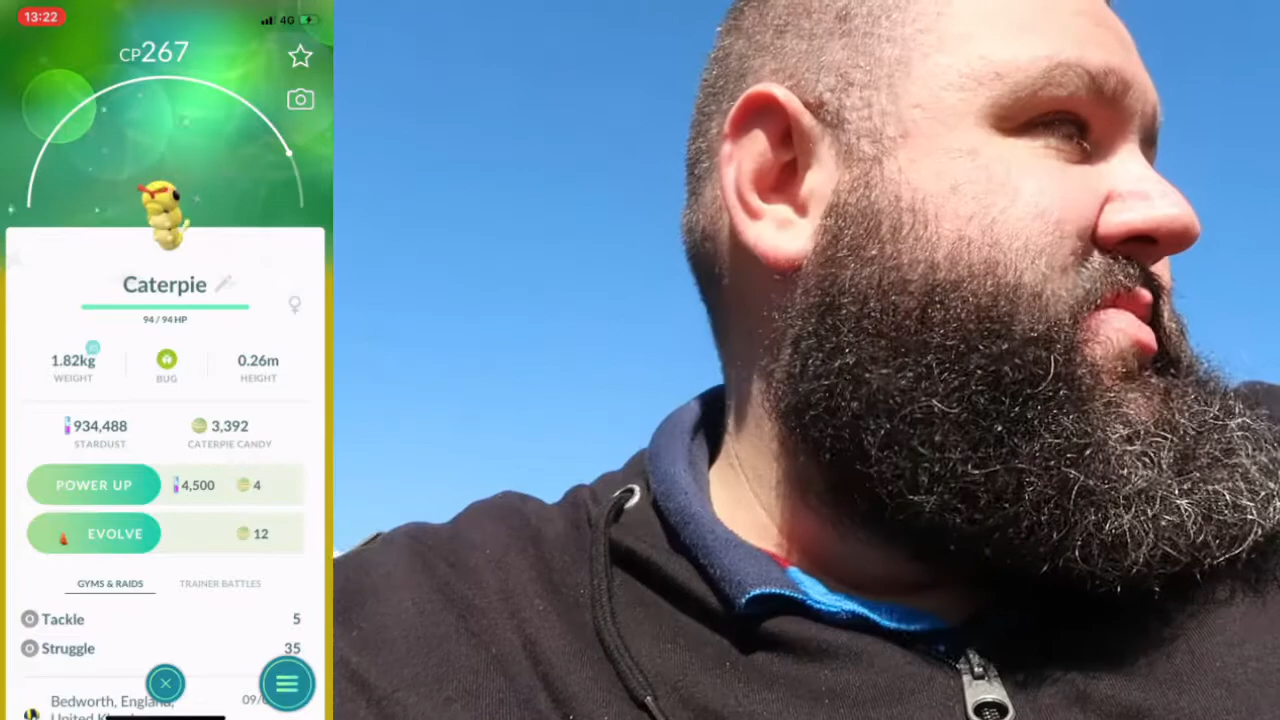 13:22
4G
CP267
Caterpie
94 / 94 HP
1.82kg
WEIGHT
BUG
0.26m
HEIGHT
934,488
STARDUST
3,392
CATERPIE CANDY
POWER UP
4,500
4
EVOLVE
12
GYMS & RAIDS
TRAINER BATTLES
Tackle
5
Struggle
35
Bedworth, England,
09/
United